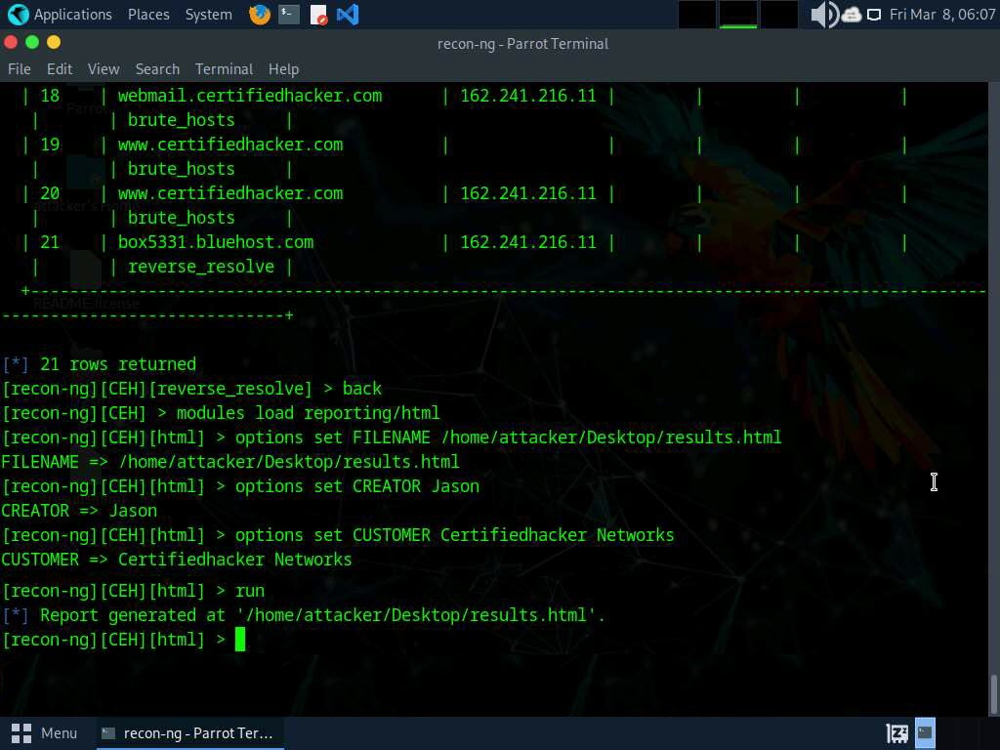 Applications Places System Fri Mar 8, 06:07
recon-ng - Parrot Terminal
File Edit View Search Terminal Help
| 18 | webmail.certifiedhacker.com | 162.241.216.11 | | | |
| | brute_hosts |
| 19 | www.certifiedhacker.com | | | | |
| | brute_hosts |
| 20 | www.certifiedhacker.com | 162.241.216.11 | | | |
| | brute_hosts |
| 21 | box5331.bluehost.com | 162.241.216.11 | | | |
| | reverse_resolve |
+--------------------------------------------------------------------------------------------------
-----------------------------+
README.license
[*] 21 rows returned
[recon-ng][CEH][reverse_resolve] > back
[recon-ng][CEH] > modules load reporting/html
[recon-ng][CEH][html] > options set FILENAME /home/attacker/Desktop/results.html
FILENAME => /home/attacker/Desktop/results.html
[recon-ng][CEH][html] > options set CREATOR Jason
CREATOR => Jason
[recon-ng][CEH][html] > options set CUSTOMER Certifiedhacker Networks
CUSTOMER => Certifiedhacker Networks
[recon-ng][CEH][html] > run
[*] Report generated at '/home/attacker/Desktop/results.html'.
[recon-ng][CEH][html] >
Menu recon-ng - Parrot Ter...